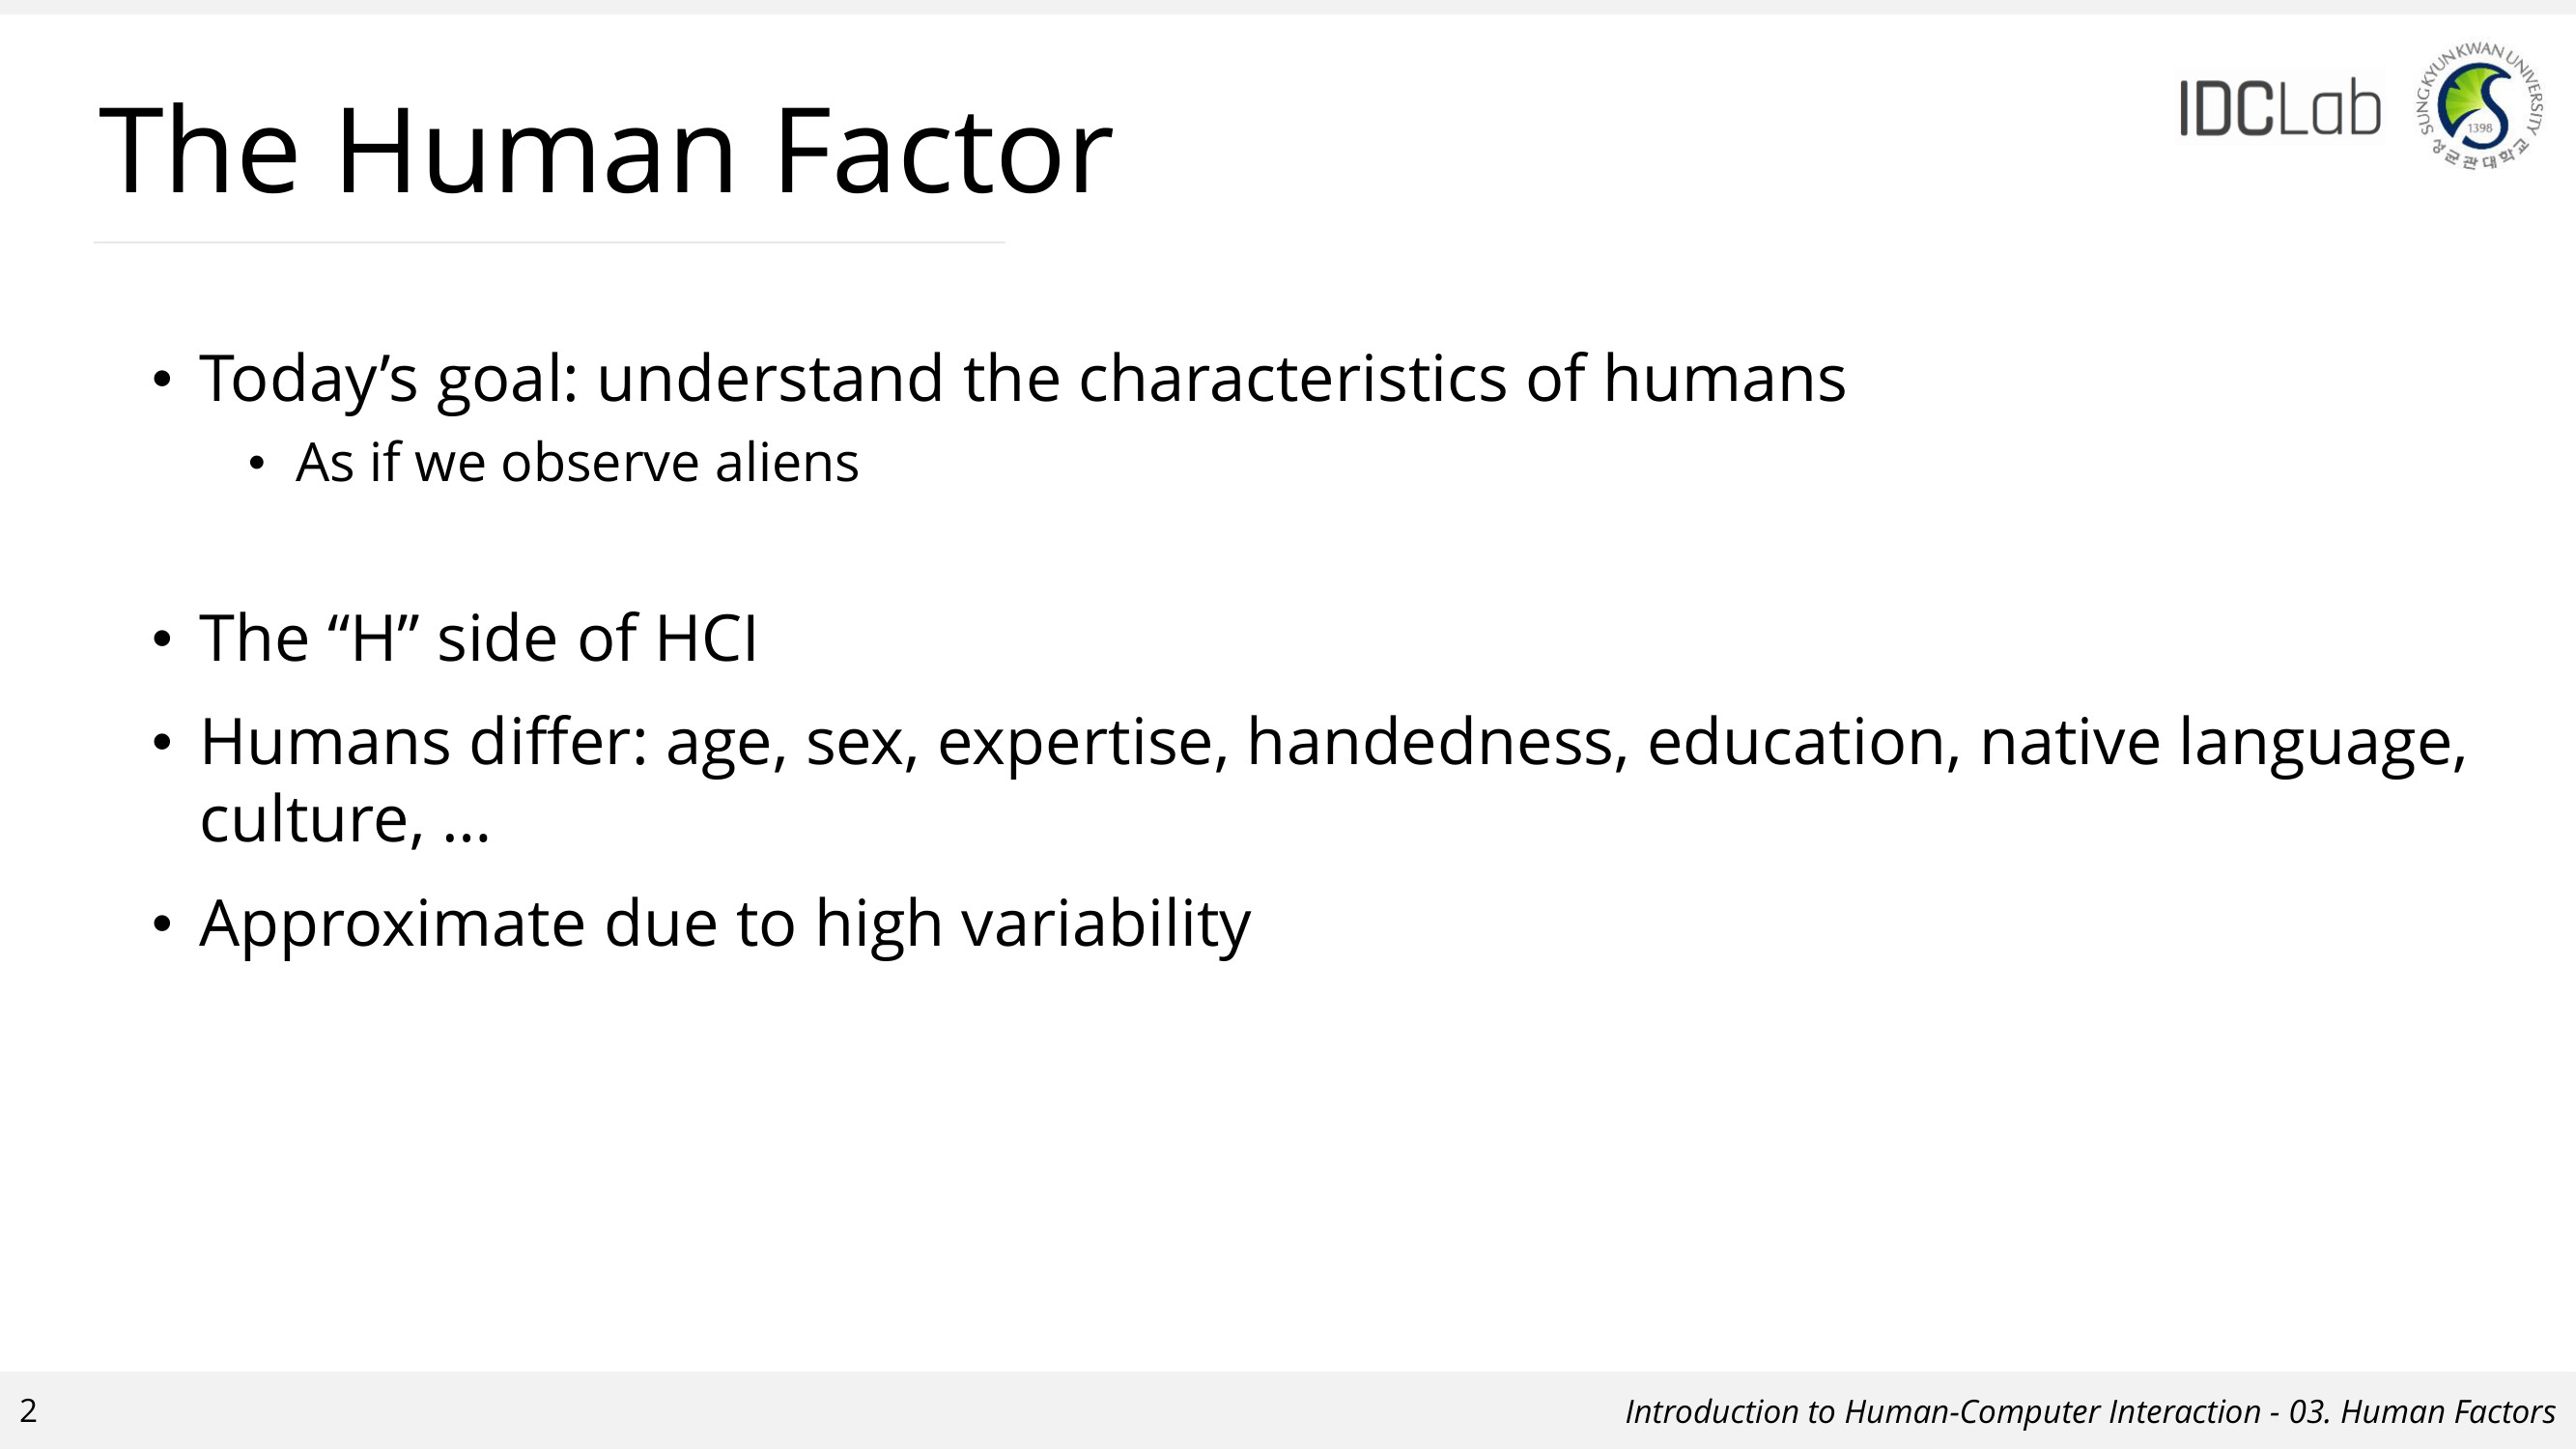 The Human Factor
IDCLab
SUNGKYUNKWAN UNIVERSITY
1398
성균관대학교
• Today’s goal: understand the characteristics of humans
• As if we observe aliens
• The “H” side of HCI
• Humans differ: age, sex, expertise, handedness, education, native language,
culture, …
• Approximate due to high variability
2
Introduction to Human-Computer Interaction - 03. Human Factors